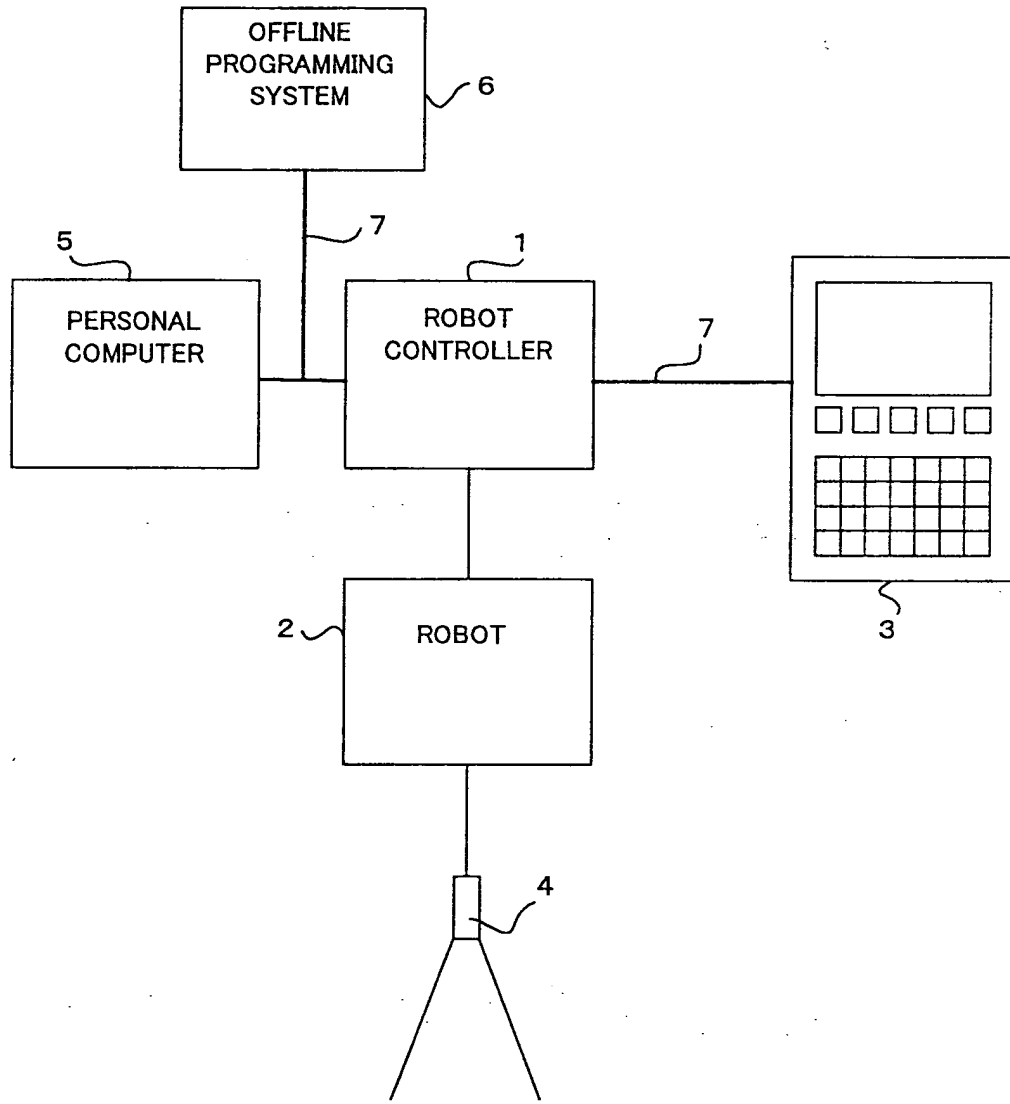 OFFLINE
PROGRAMMING
SYSTEM
6
7
5
1
PERSONAL
COMPUTER
ROBOT
CONTROLLER
7
3
2
ROBOT
4